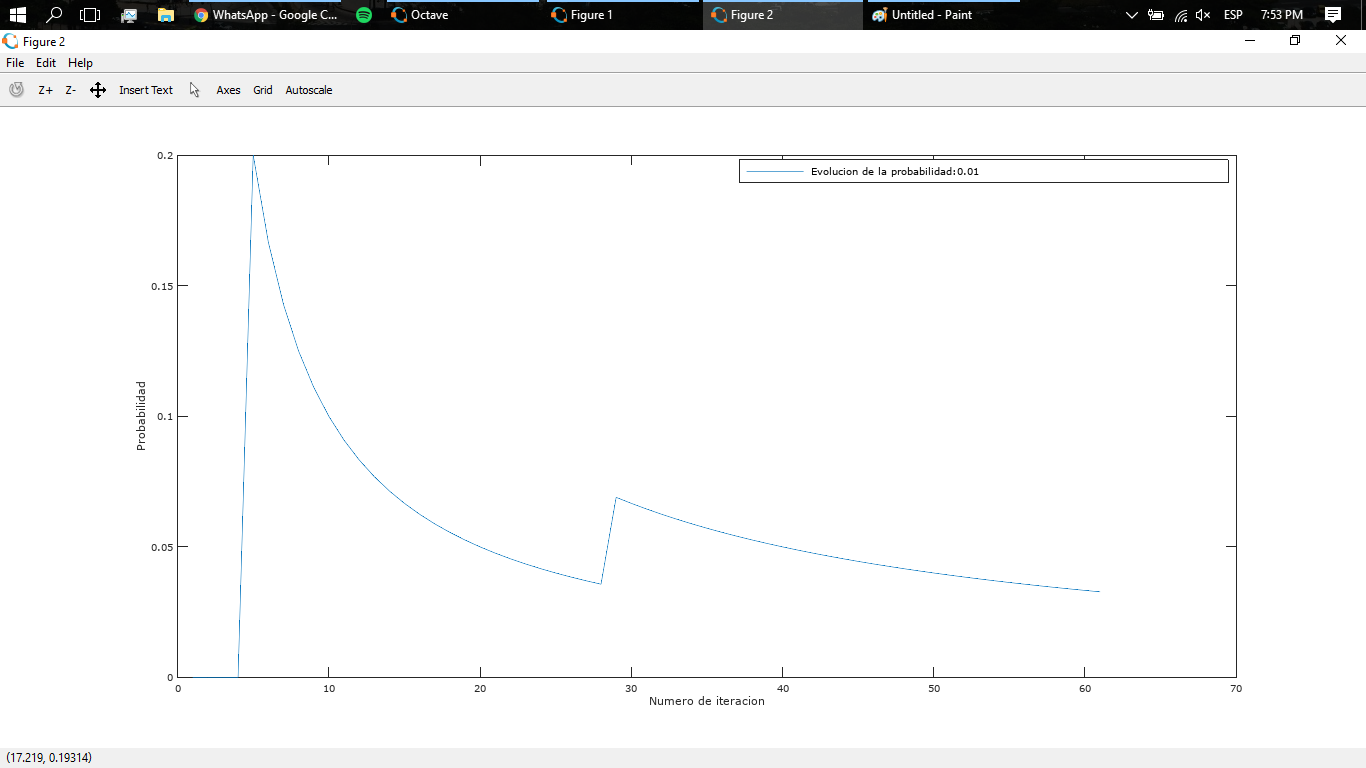 WhatsApp - Google C...
Octave
Figure 1
Figure 2
Untitled - Paint
ESP
7:53 PM
Figure 2
File Edit Help
Z+ Z- Insert Text Axes Grid Autoscale
Evolucion de la probabilidad:0.01
0.2
0.15
0.1
0.05
0
Probabilidad
0 10 20 30 40 50 60 70
Numero de iteracion
(17.219, 0.19314)